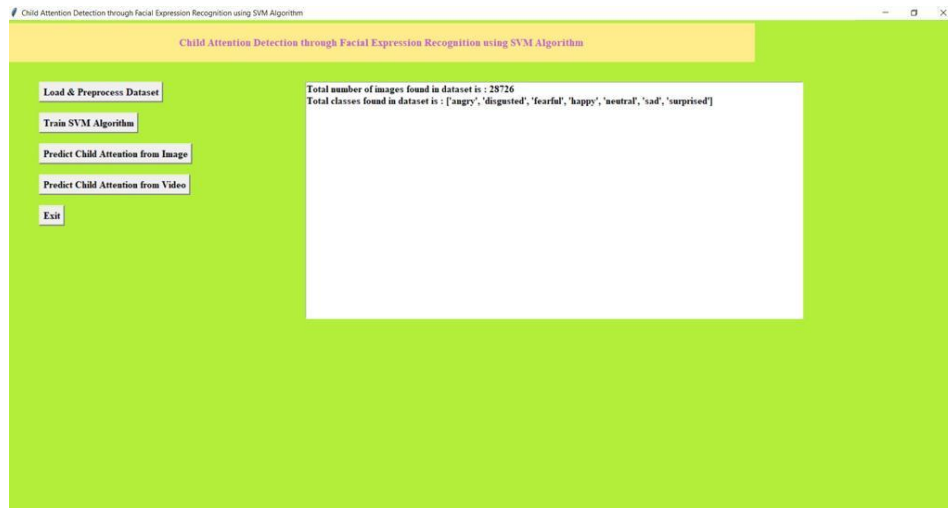 Child Attention Detection through Facial Expression Recognition using SVM Algorithm
Child Attention Detection through Facial Expression Recognition using SVM Algorithm
Load & Preprocess Dataset
Train SVM Algorithm
Predict Child Attention from Image
Predict Child Attention from Video
Exit
Total number of images found in dataset is : 28726
Total classes found in dataset is : ['angry', 'disgusted', 'fearful', 'happy', 'neutral', 'sad', 'surprised']